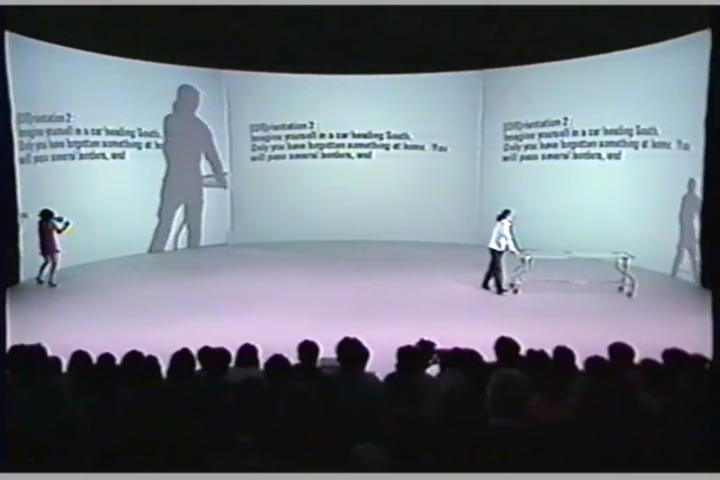 [Dis]orientation 2 :
Imagine yourself in a car heading South.
Only you have forgotten something at
will pass several borders, and
[Dis]orientation 2 :
Imagine yourself in a car heading South.
Only you have forgotten something at home. You
will pass several borders, and
[Dis]orientation 2 :
Imagine yourself in a car heading South.
Only you have forgotten something at home. You
will pass several borders, and